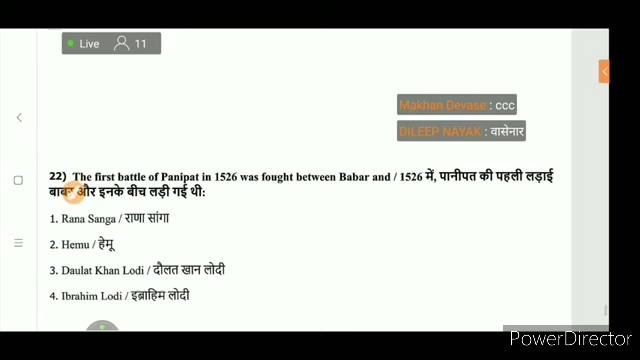 Live 11
Makhan Devase : ccc
DILEEP NAYAK : वासेनार
22) The first battle of Panipat in 1526 was fought between Babar and / 1526 में, पानीपत की पहली लड़ाई
बाबर और इनके बीच लड़ी गई थी:
1. Rana Sanga / राणा सांगा
2. Hemu / हेमू
3. Daulat Khan Lodi / दौलत खान लोदी
4. Ibrahim Lodi / इब्राहिम लोदी
PowerDirector